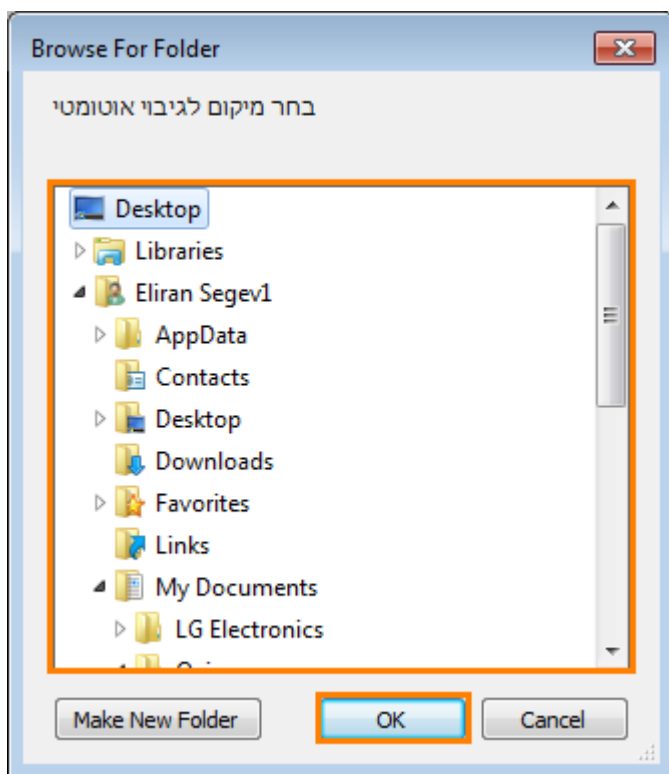 Browse For Folder
בחר מיקום לגיבוי אוטומטי
Desktop
Libraries
Eliran Segev1
AppData
Contacts
Desktop
Downloads
Favorites
Links
My Documents
LG Electronics
Make New Folder OK Cancel